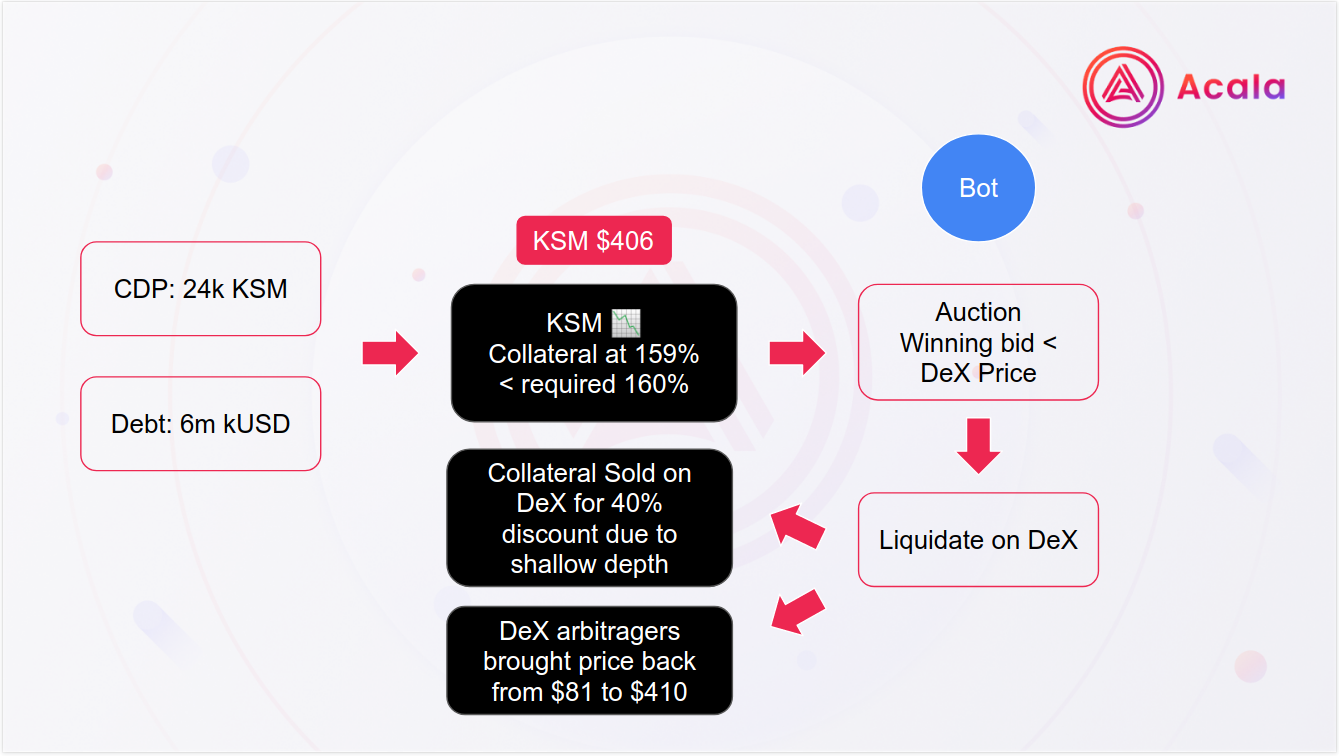 Acala
Bot
KSM $406
CDP: 24k KSM
Debt: 6m kUSD
KSM 📉
Collateral at 159%
< required 160%
Auction
Winning bid <
DeX Price
Collateral Sold on
DeX for 40%
discount due to
shallow depth
Liquidate on DeX
DeX arbitragers
brought price back
from $81 to $410